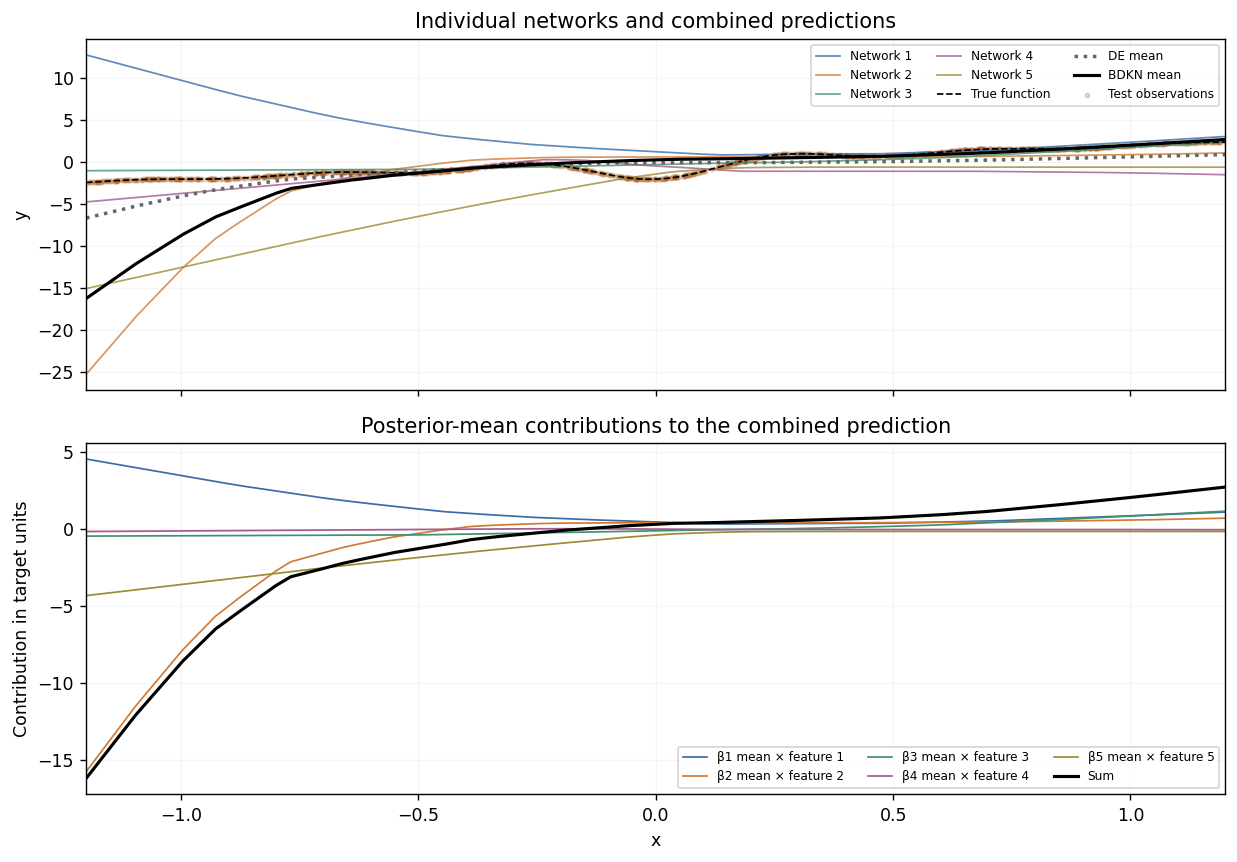 Individual networks and combined predictions
Network 1 Network 4 DE mean
Network 2 Network 5 BDKN mean
Network 3 True function Test observations
10
5
0
−5
−10
−15
−20
−25
y
Posterior-mean contributions to the combined prediction
5
0
−5
−10
−15
Contribution in target units
β1 mean × feature 1 β3 mean × feature 3 β5 mean × feature 5
β2 mean × feature 2 β4 mean × feature 4 Sum
−1.0 −0.5 0.0 0.5 1.0
x